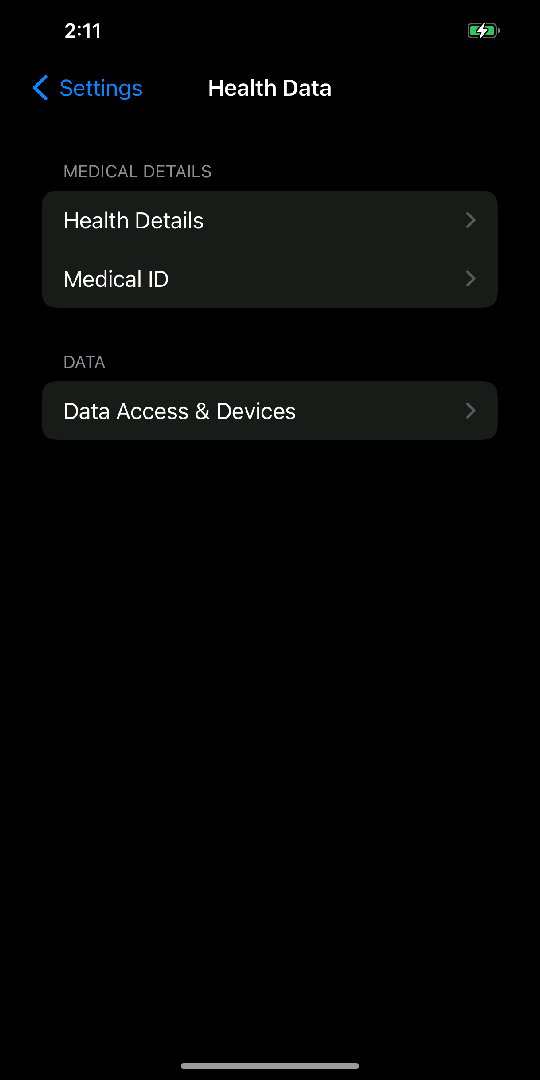 2:11
Settings
Health Data
MEDICAL DETAILS
Health Details
Medical ID
DATA
Data Access & Devices